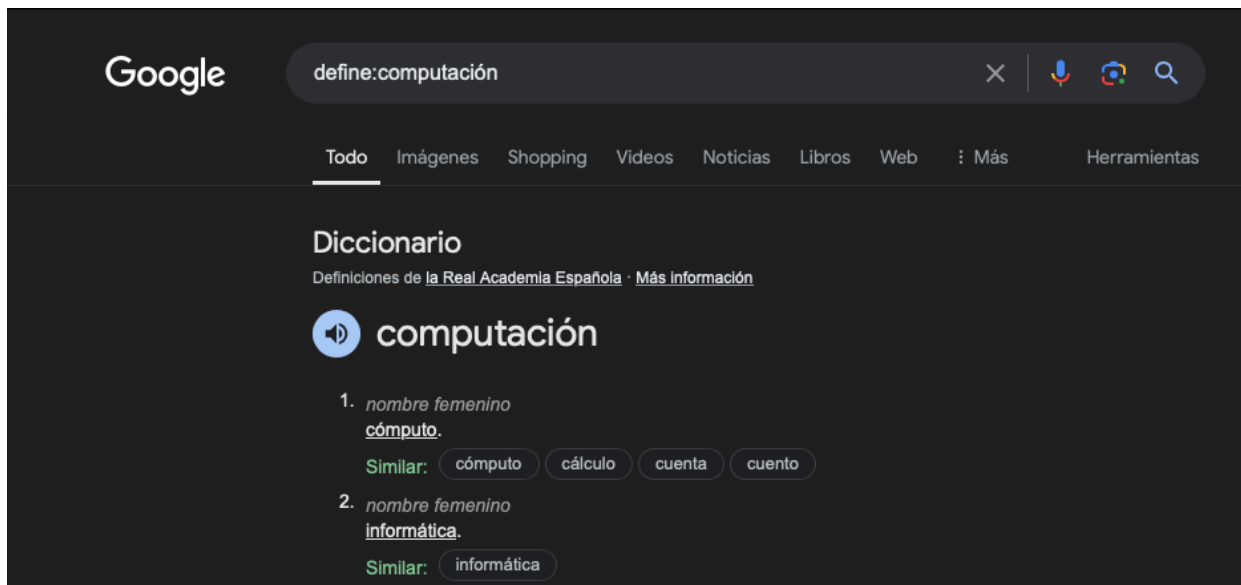 Google define:computación
Todo Imágenes Shopping Videos Noticias Libros Web Más Herramientas
Diccionario
Definiciones de la Real Academia Española · Más información
computación
1. nombre femenino
cómputo.
Similar: cómputo cálculo cuenta cuento
2. nombre femenino
informática.
Similar: informática